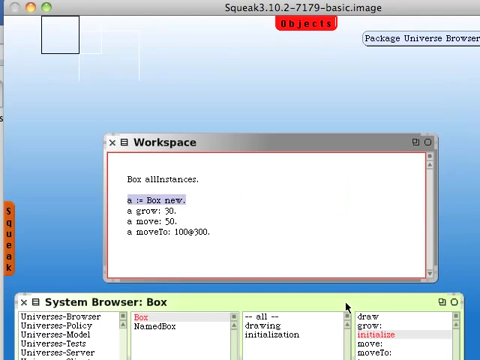 Squeak3.10.2-7179-basic.image
Objects
Package Universe Browser
Workspace
Box allInstances.
a := Box new.
a grow: 30.
a move: 50.
a moveTo: 100@300.
Squeak
System Browser: Box
Universes-Browser
Universes-Policy
Universes-Model
Universes-Tests
Universes-Server
Box
NamedBox
-- all --
drawing
initialization
draw
grow:
initialize
move:
moveTo: